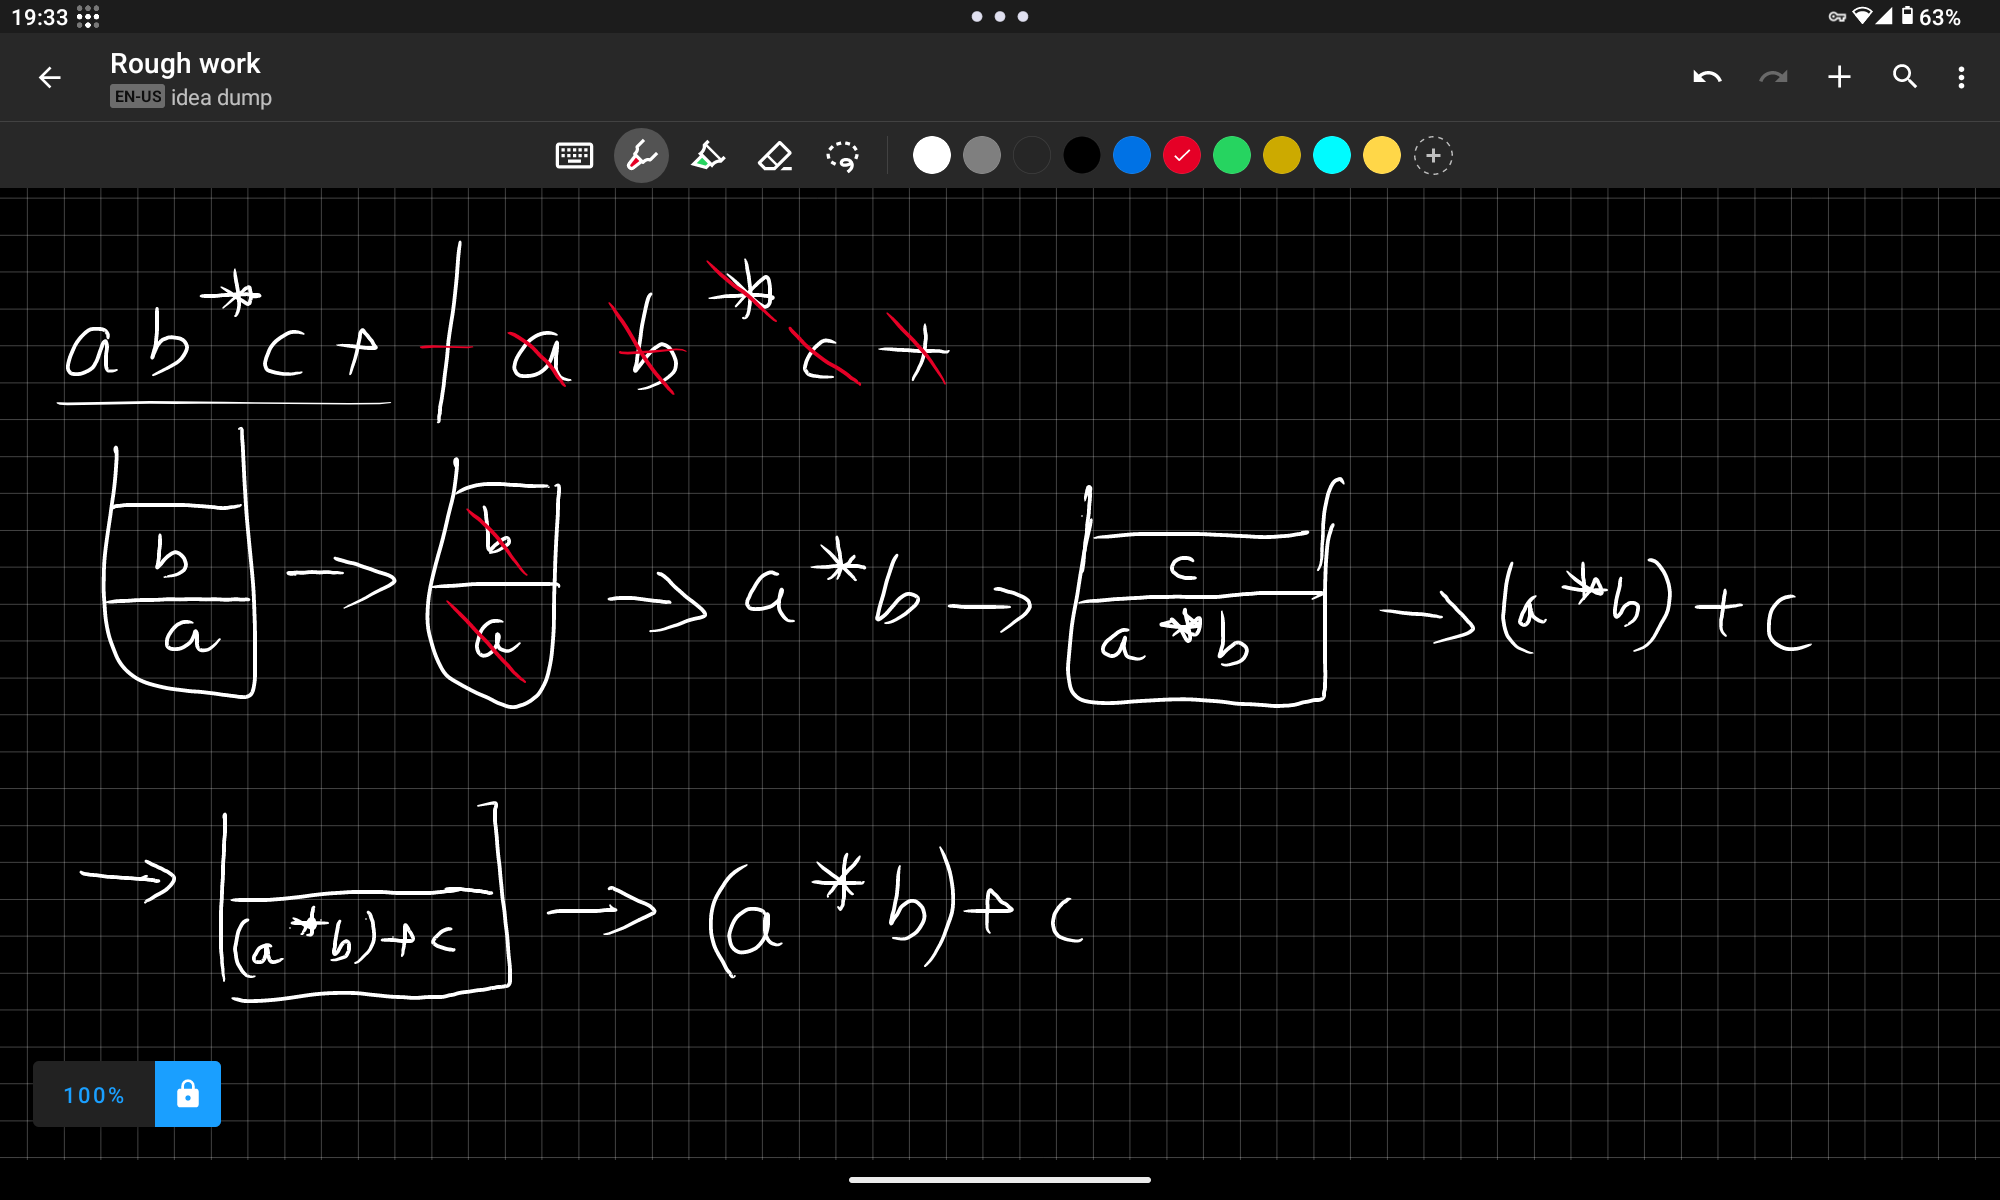 19:33 63%
Rough work
EN-US idea dump
a b * c + a b * c +
b b a * b c (a * b) + c
a a a * b
(a * b) + c (a * b) + c
100%